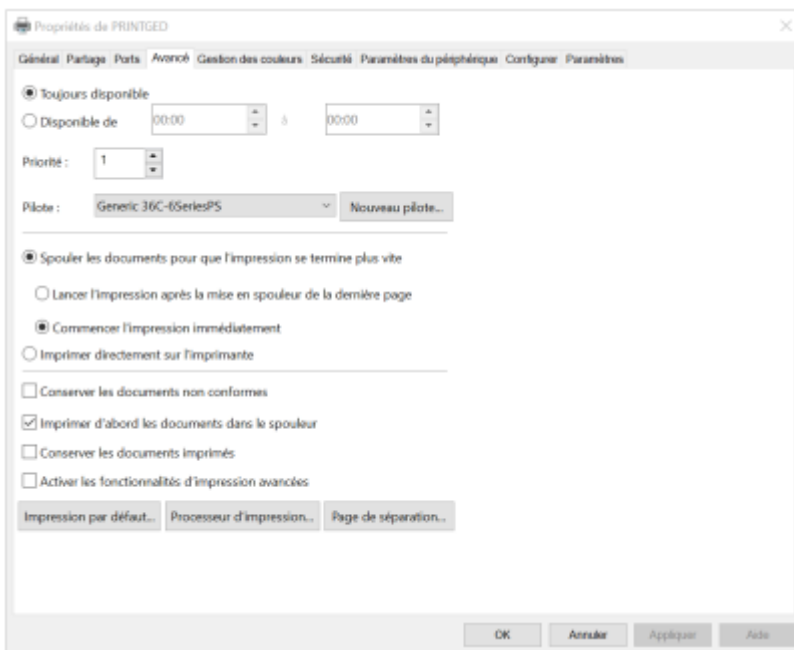 Propriétés de PRINTGED
Général Partage Ports Avancé Gestion des couleurs Sécurité Paramètres du périphérique Configurer Paramètres
Toujours disponible
Disponible de 00:00 à 00:00
Priorité : 1
Pilote : Generic 36C-6SeriesPS Nouveau pilote...
Spouler les documents pour que l'impression se termine plus vite
Lancer l'impression après la mise en spouleur de la dernière page
Commencer l'impression immédiatement
Imprimer directement sur l'imprimante
Conserver les documents non conformes
Imprimer d'abord les documents dans le spouleur
Conserver les documents imprimés
Activer les fonctionnalités d'impression avancées
Impression par défaut... Processeur d'impression... Page de séparation...
OK Annuler Appliquer Aide